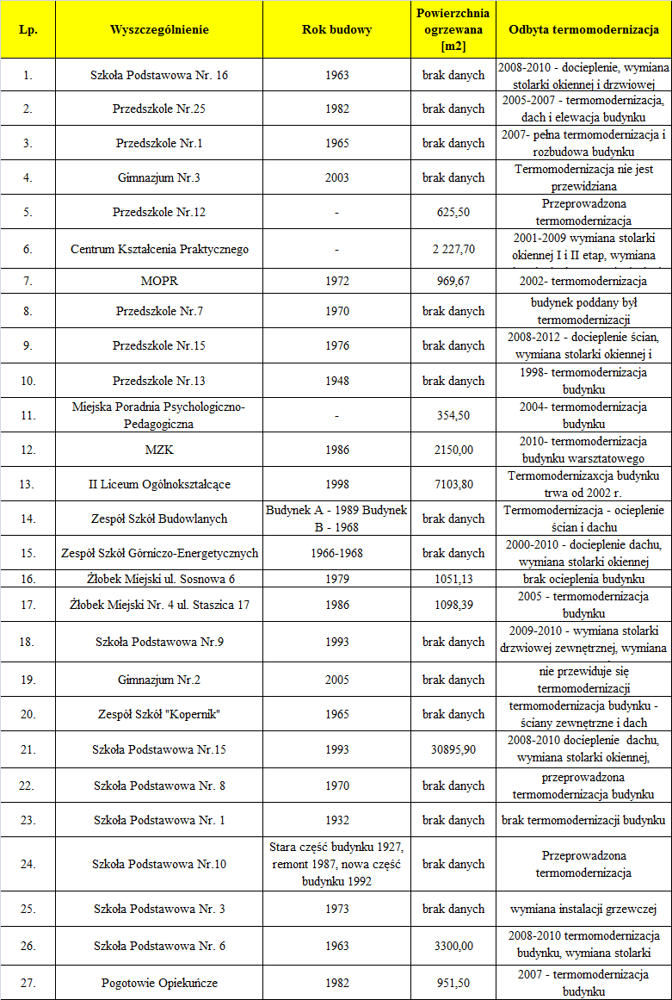 Lp.
Wyszczególnienie
Rok budowy
Powierzchnia
ogrzewana
[m2]
Odbyta termomodernizacja
1.
Szkoła Podstawowa Nr. 16
1963
brak danych
2008-2010 - docieplenie, wymiana
stolarki okiennej i drzwiowej
2.
Przedszkole Nr.25
1982
brak danych
2005-2007 - termomodernizacja,
dach i elewacja budynku
3.
Przedszkole Nr.1
1965
brak danych
2007- pełna termomodernizacja i
rozbudowa budynku
4.
Gimnazjum Nr.3
2003
brak danych
Termomodernizacja nie jest
przewidziana
5.
Przedszkole Nr.12
-
625,50
Przeprowadzona
termomodernizacja
6.
Centrum Kształcenia Praktycznego
-
2 227,70
2001-2009 wymiana stolarki
okiennej I i II etap, wymiana
7.
MOPR
1972
969,67
2002- termomodernizacja
8.
Przedszkole Nr.7
1970
brak danych
budynek poddany był
termomodernizacji
9.
Przedszkole Nr.15
1976
brak danych
2008-2012 - docieplenie ścian,
wymiana stolarki okiennej i
10.
Przedszkole Nr.13
1948
brak danych
1998- termomodernizacja
budynku
11.
Miejska Poradnia Psychologiczno-
Pedagogiczna
-
354,50
2004- termomodernizacja
budynku
12.
MZK
1986
2150,00
2010- termomodernizacja
budynku warsztatowego
13.
II Liceum Ogólnokształcące
1998
7103,80
Termomodernizaxcja budynku
trwa od 2002 r.
14.
Zespół Szkół Budowlanych
Budynek A - 1989 Budynek
B - 1968
brak danych
Termomodernizacja - ocieplenie
ścian i dachu
15.
Zespół Szkół Górniczo-Energetycznych
1966-1968
brak danych
2000-2010 - docieplenie dachu,
wymiana stolarki okiennej
16.
Żłobek Miejski ul. Sosnowa 6
1979
1051,13
brak ocieplenia budynku
17.
Żłobek Miejski Nr. 4 ul. Staszica 17
1986
1098,39
2005 - termomodernizacja
budynku
18.
Szkoła Podstawowa Nr.9
1993
brak danych
2009-2010 - wymiana stolarki
drzwiowej zewnętrznej, wymiana
19.
Gimnazjum Nr.2
2005
brak danych
nie przewiduje się
termomodernizacji
20.
Zespół Szkół "Kopernik"
1965
brak danych
termomodernizacja budynku -
ściany zewnętrzne i dach
21.
Szkoła Podstawowa Nr.15
1993
30895,90
2008-2010 docieplenie dachu,
wymiana stolarki okiennej,
22.
Szkoła Podstawowa Nr. 8
1970
brak danych
przeprowadzona
termomodernizacja budynku
23.
Szkoła Podstawowa Nr. 1
1932
brak danych
brak termomodernizacji budynku
24.
Szkoła Podstawowa Nr.10
Stara część budynku 1927,
remont 1987, nowa część
budynku 1992
brak danych
Przeprowadzona
termomodernizacja
25.
Szkoła Podstawowa Nr. 3
1973
brak danych
wymiana instalacji grzewczej
26.
Szkoła Podstawowa Nr. 6
1963
3300,00
2008-2010 termomodernizacja
budynku, wymiana stolarki
27.
Pogotowie Opiekuńcze
1982
951,50
2007 - termomodernizacja
budynku